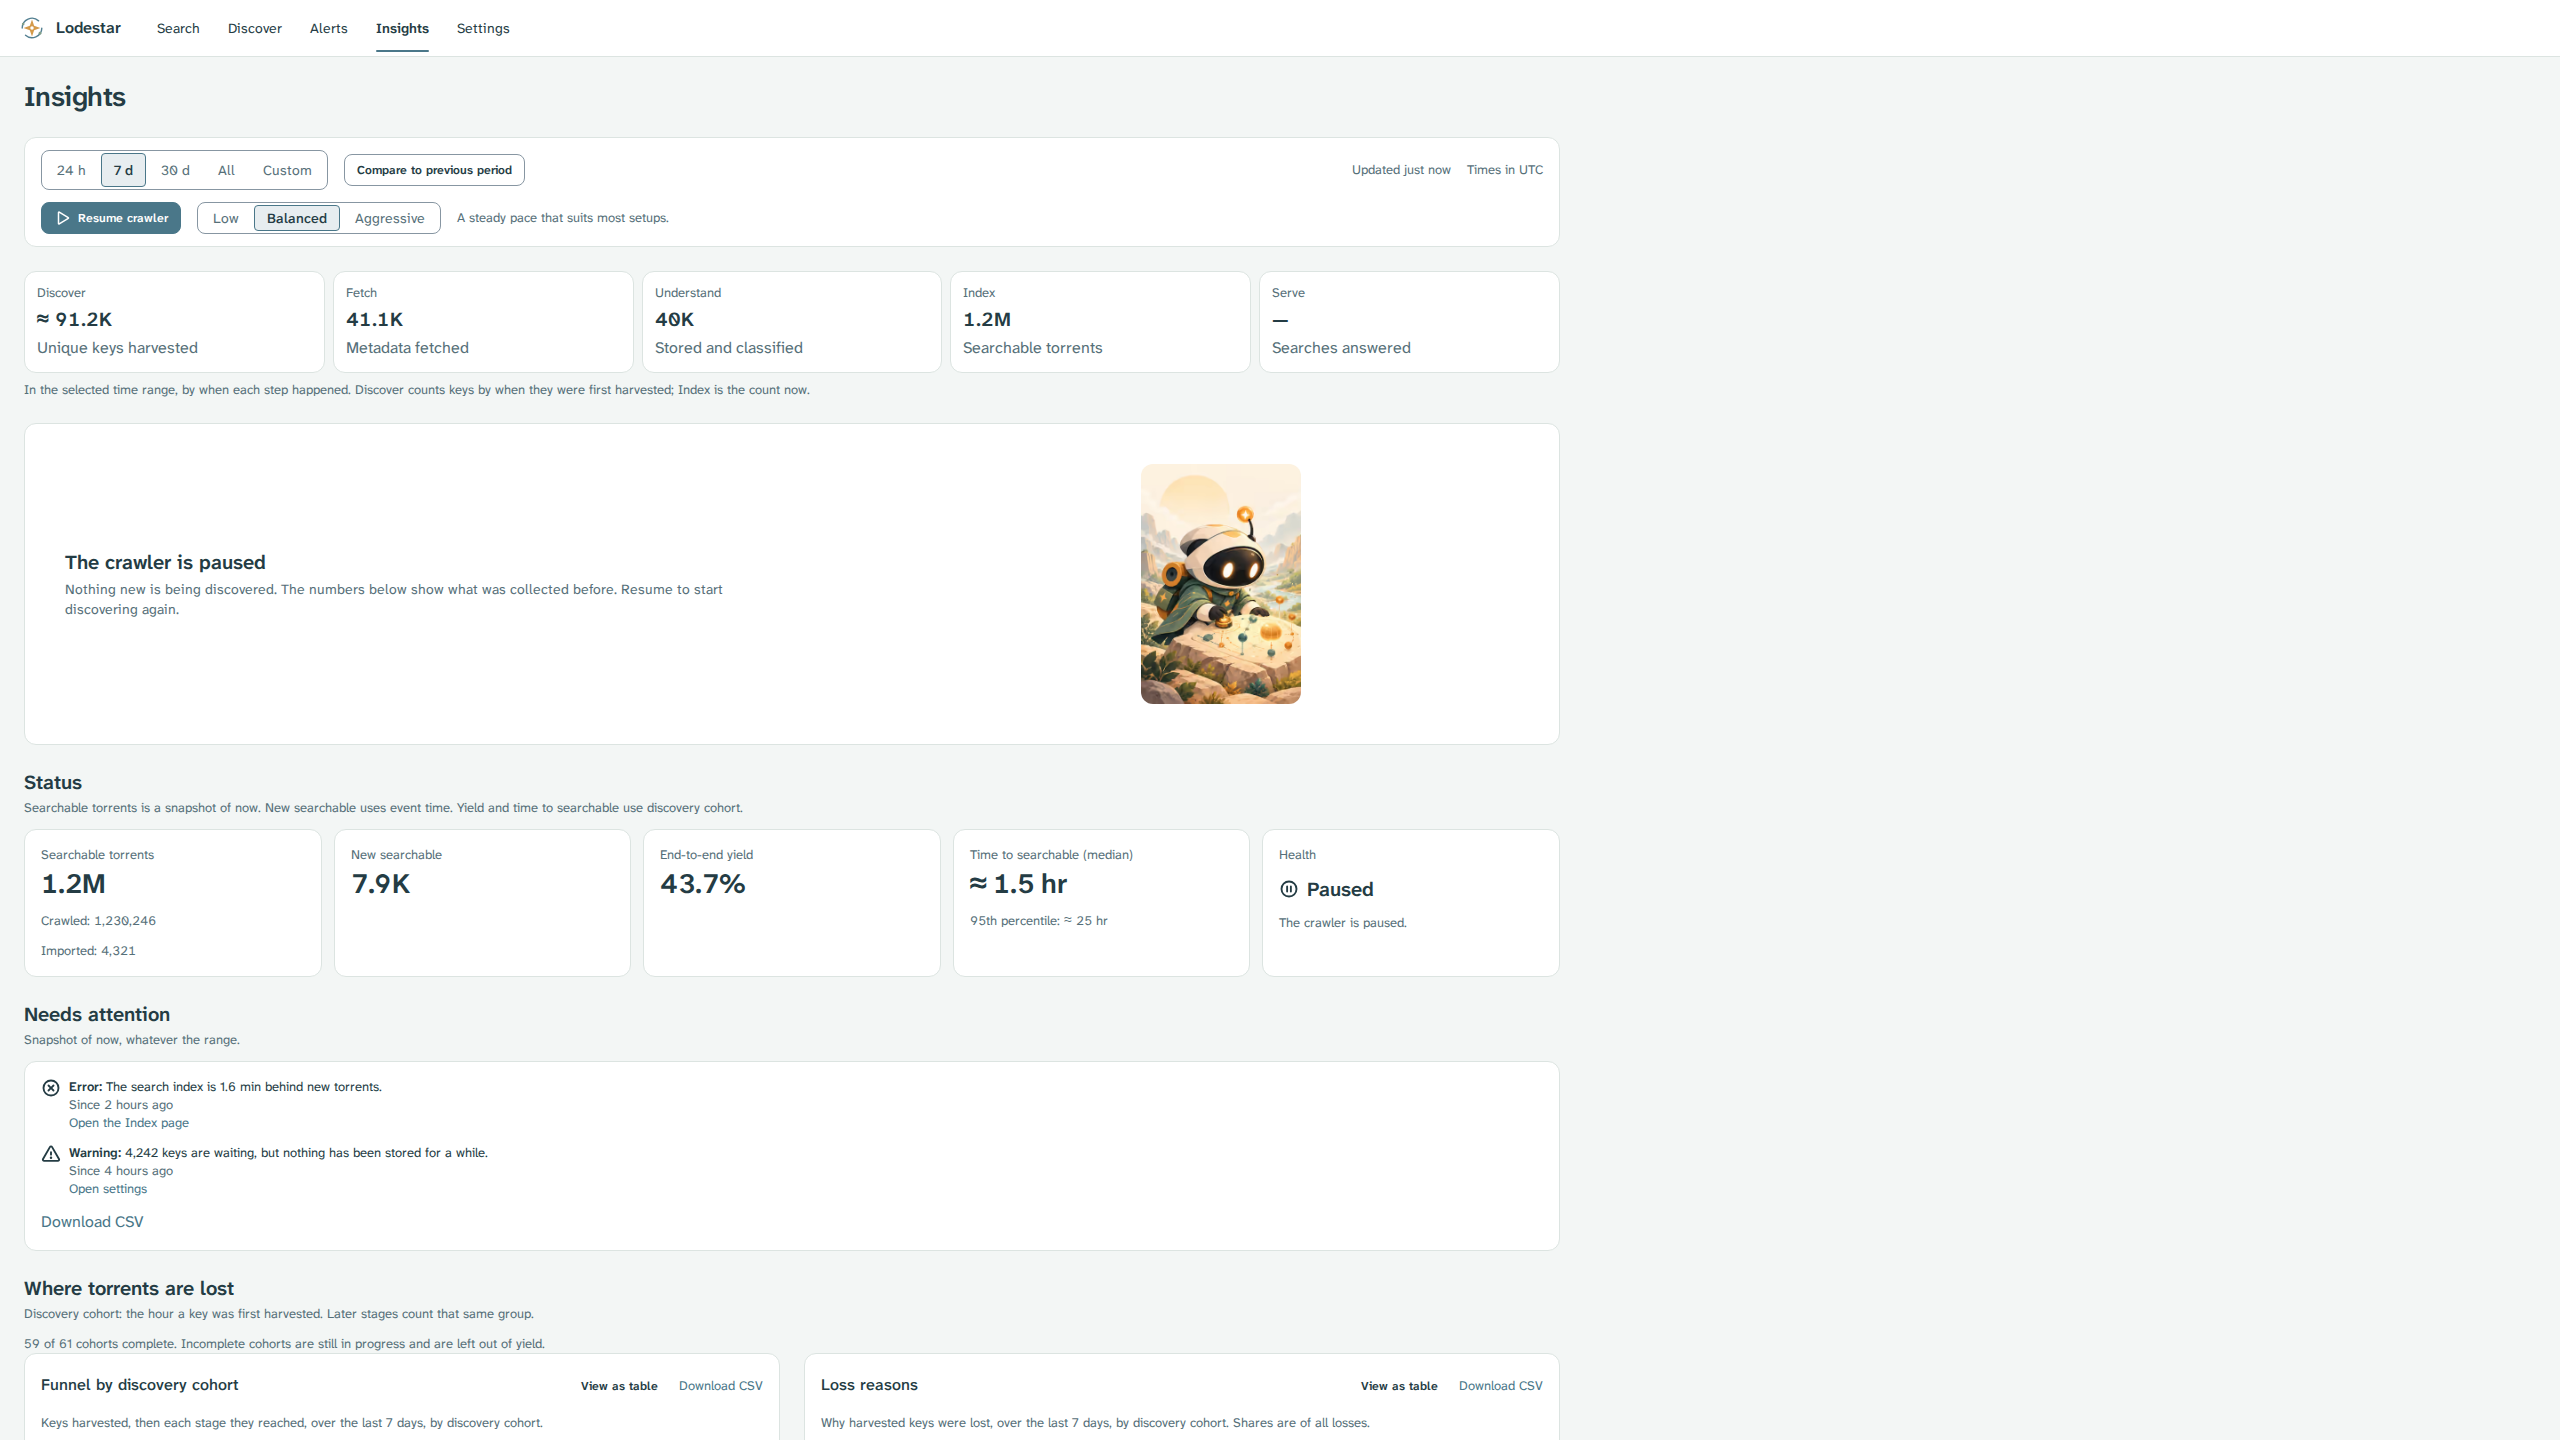 Lodestar
Search
Discover
Alerts
Insights
Settings
Insights
24 h
7 d
30 d
All
Custom
Compare to previous period
Updated just now
Times in UTC
Resume crawler
Low
Balanced
Aggressive
A steady pace that suits most setups.
Discover
≈ 91.2K
Unique keys harvested
Fetch
41.1K
Metadata fetched
Understand
40K
Stored and classified
Index
1.2M
Searchable torrents
Serve
—
Searches answered
In the selected time range, by when each step happened. Discover counts keys by when they were first harvested; Index is the count now.
The crawler is paused
Nothing new is being discovered. The numbers below show what was collected before. Resume to start
discovering again.
Status
Searchable torrents is a snapshot of now. New searchable uses event time. Yield and time to searchable use discovery cohort.
Searchable torrents
1.2M
Crawled: 1,230,246
Imported: 4,321
New searchable
7.9K
End-to-end yield
43.7%
Time to searchable (median)
≈ 1.5 hr
95th percentile: ≈ 25 hr
Health
Paused
The crawler is paused.
Needs attention
Snapshot of now, whatever the range.
Error: The search index is 1.6 min behind new torrents.
Since 2 hours ago
Open the Index page
Warning: 4,242 keys are waiting, but nothing has been stored for a while.
Since 4 hours ago
Open settings
Download CSV
Where torrents are lost
Discovery cohort: the hour a key was first harvested. Later stages count that same group.
59 of 61 cohorts complete. Incomplete cohorts are still in progress and are left out of yield.
Funnel by discovery cohort
View as table
Download CSV
Keys harvested, then each stage they reached, over the last 7 days, by discovery cohort.
Loss reasons
View as table
Download CSV
Why harvested keys were lost, over the last 7 days, by discovery cohort. Shares are of all losses.